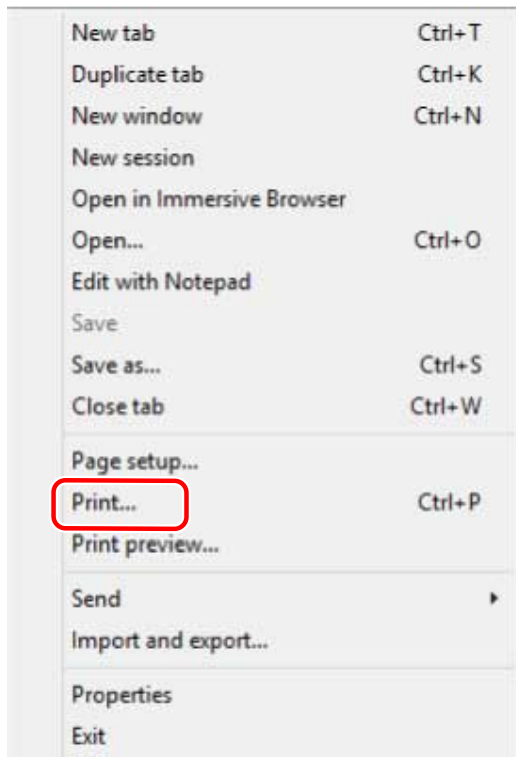 New tab Ctrl+T
Duplicate tab Ctrl+K
New window Ctrl+N
New session
Open in Immersive Browser
Open... Ctrl+O
Edit with Notepad
Save
Save as... Ctrl+S
Close tab Ctrl+W
Page setup...
Print... Ctrl+P
Print preview...
Send
Import and export...
Properties
Exit